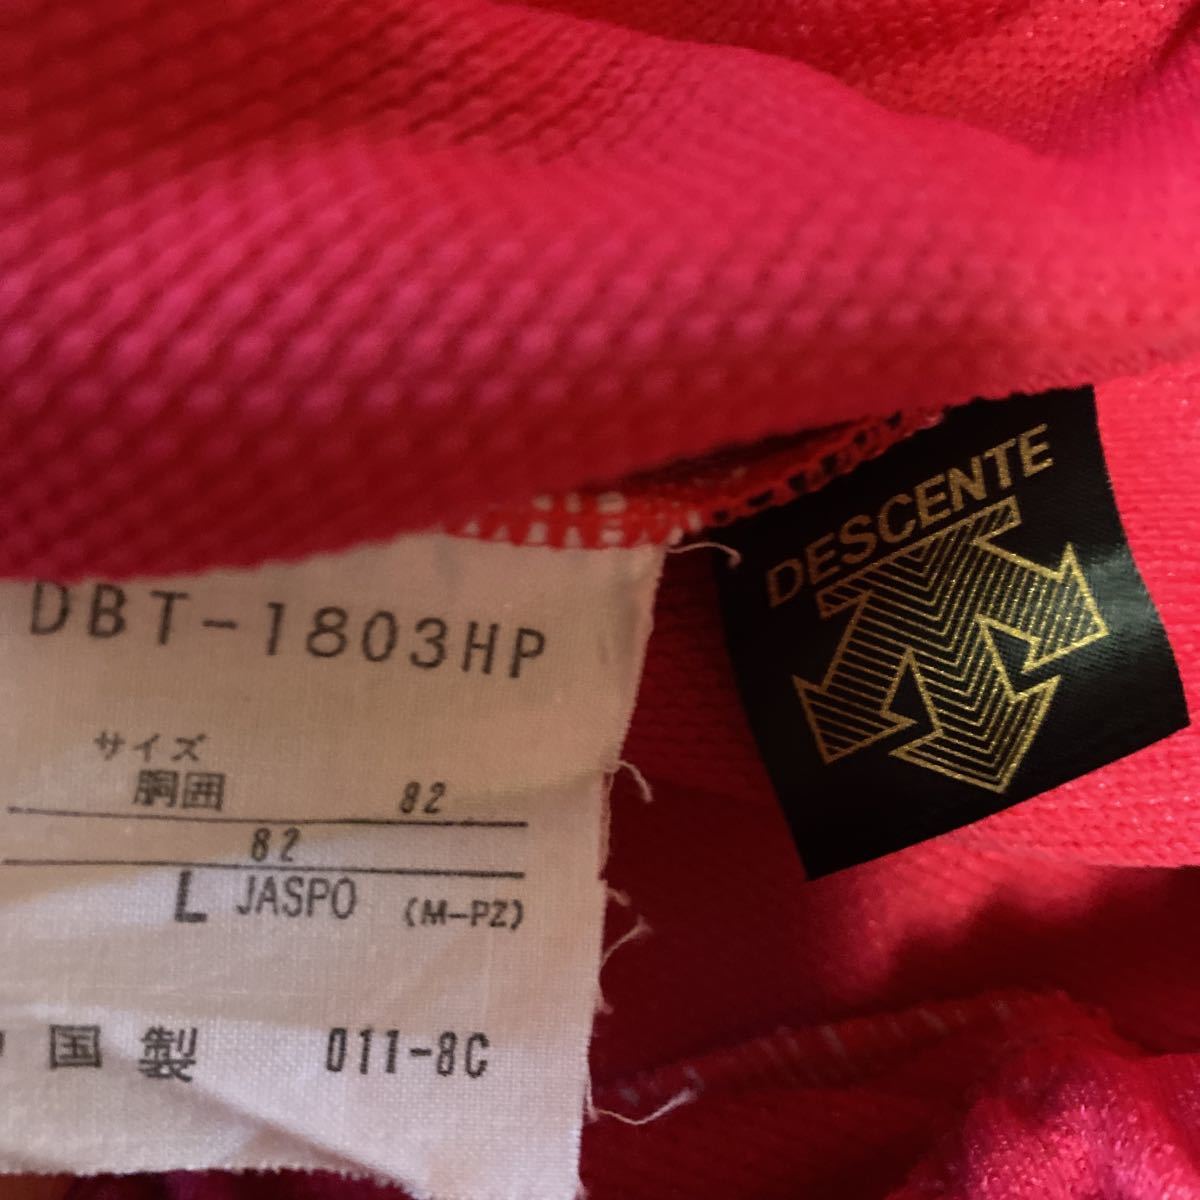 DESCENTE
DBT-1803HP
サイズ
胴囲 82
82
L JASPO (M-PZ)
国製 011-8C